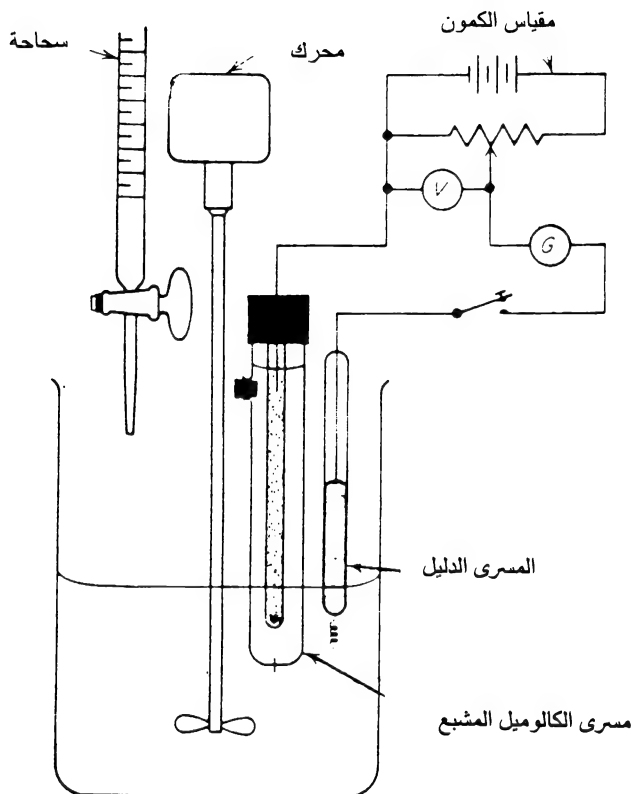 مقياس الكمون
محرك
سحاحة
V
G
المسرى الدليل
مسرى الكالوميل المشبع